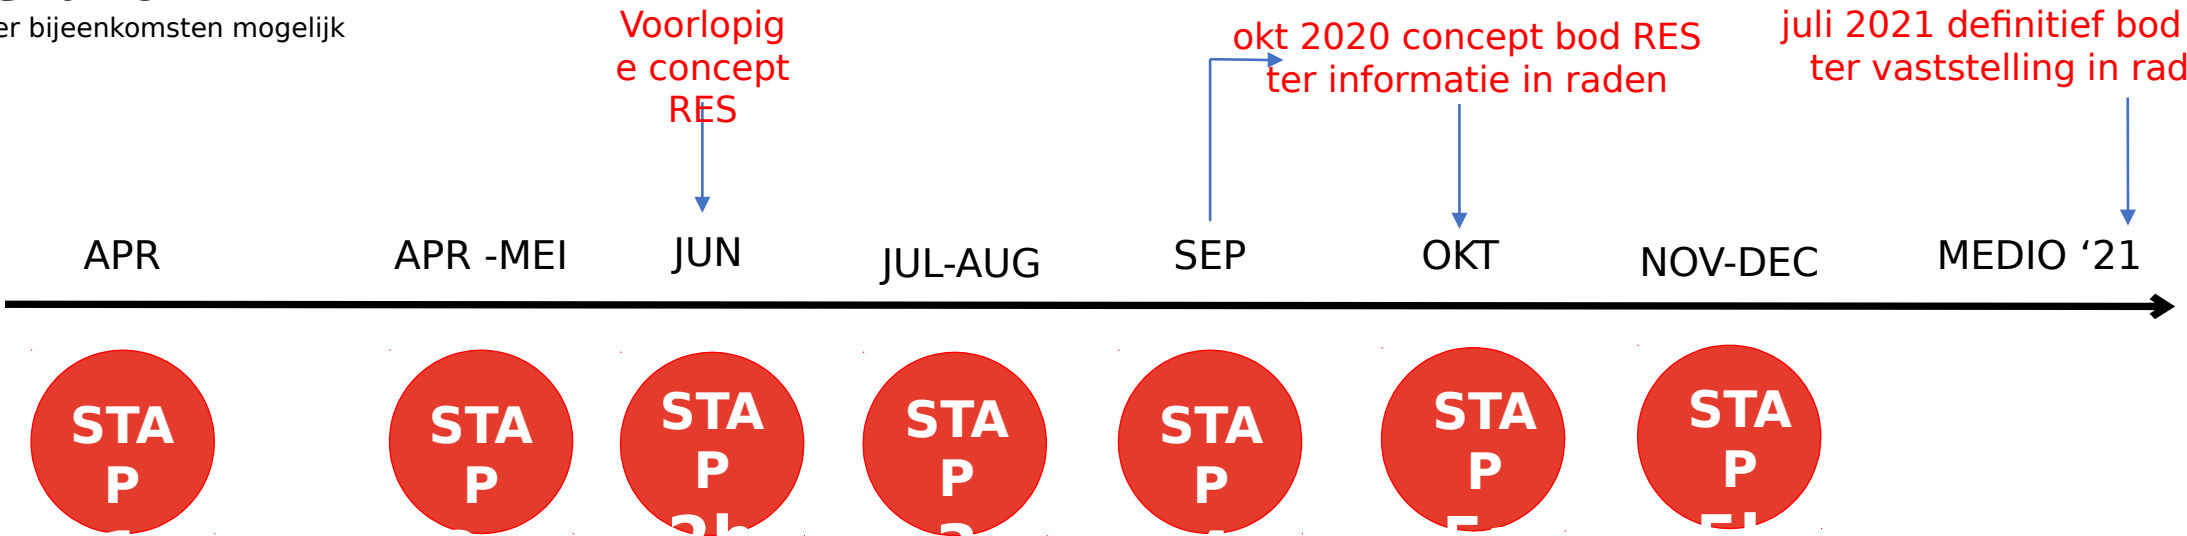 bijeenkomsten mogelijk
Voorlopig
e concept
RES
okt 2020 concept bod RES
ter informatie in raden
juli 2021 definitief bod
ter vaststelling in rad
APR
APR -MEI
JUN
JUL-AUG
SEP
OKT
NOV-DEC
MEDIO ‘21
STA
P
STA
P
STA
P
2b
STA
P
3
STA
P
STA
P
STA
P